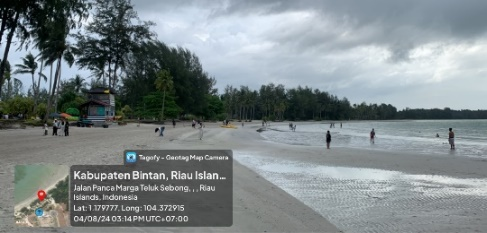 Tagofy - Geotag Map Camera
Kabupaten Bintan, Riau Islan...
Jalan Panca Marga Teluk Sebong, , , Riau
Islands, Indonesia
Lat: 1.179777, Long: 104.372915
04/08/24 03:14 PM UTC+07:00